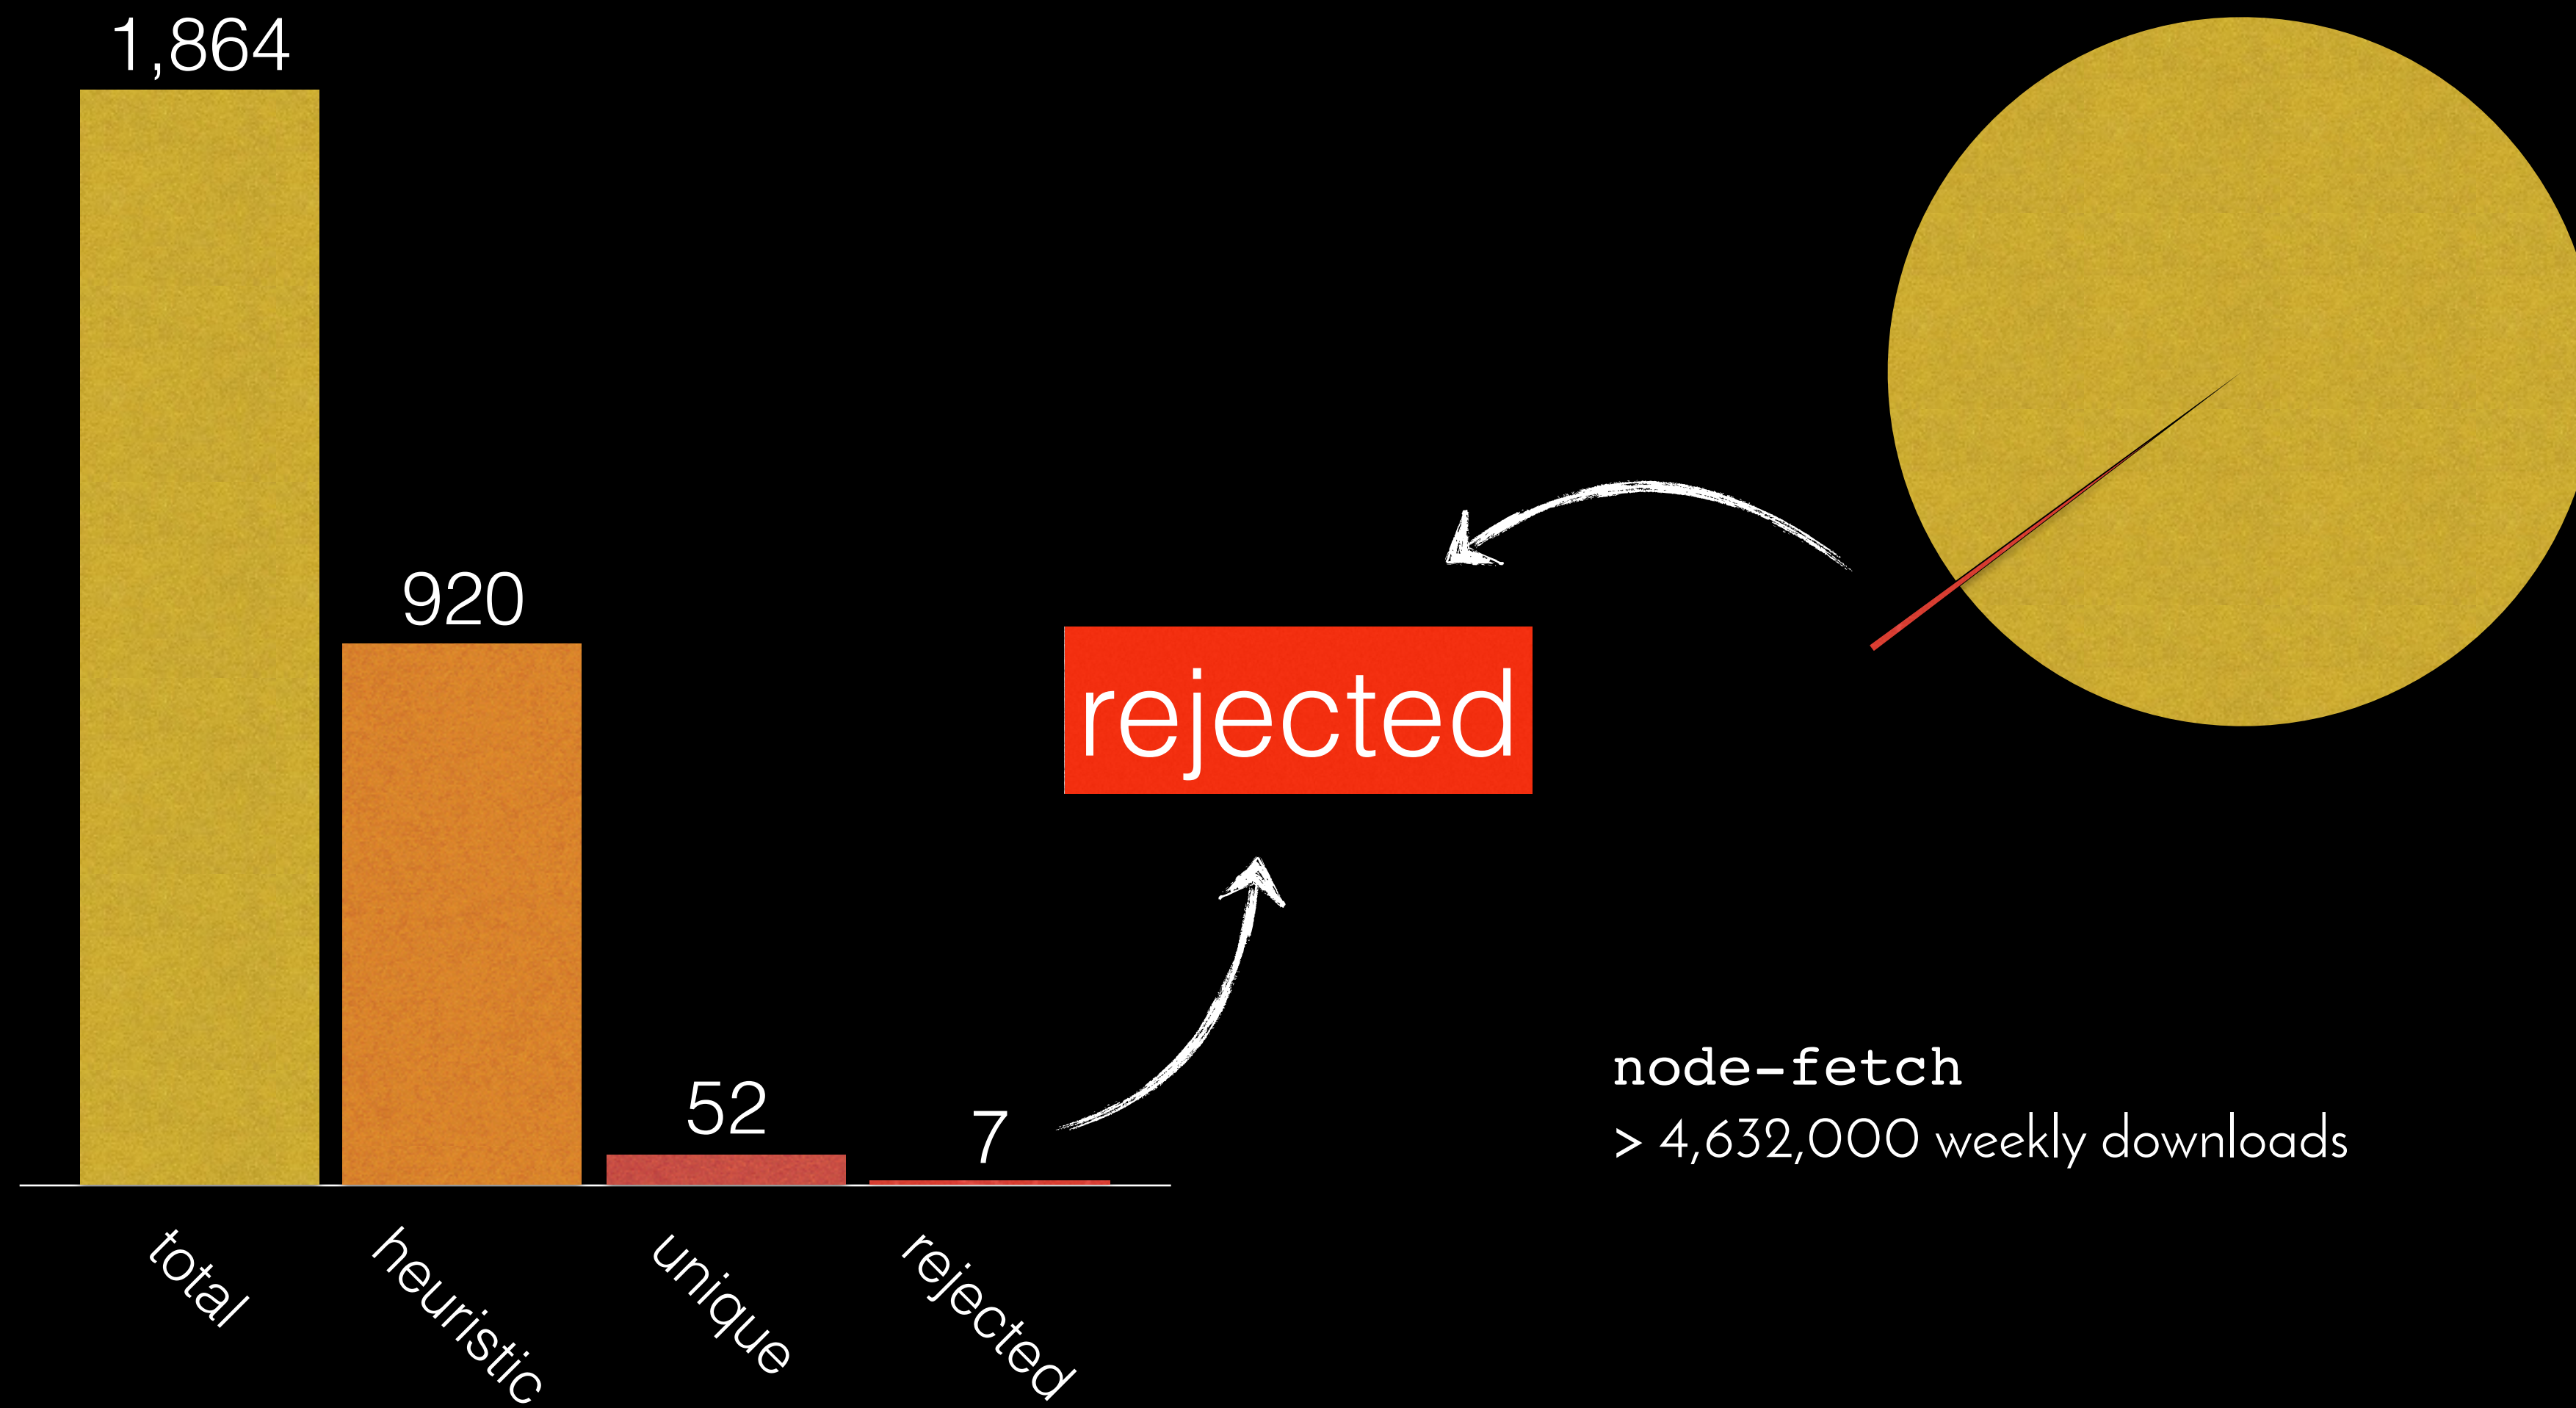 1,864
920
52
7
total
heuristic
unique
rejected
rejected
node-fetch
> 4,632,000 weekly downloads